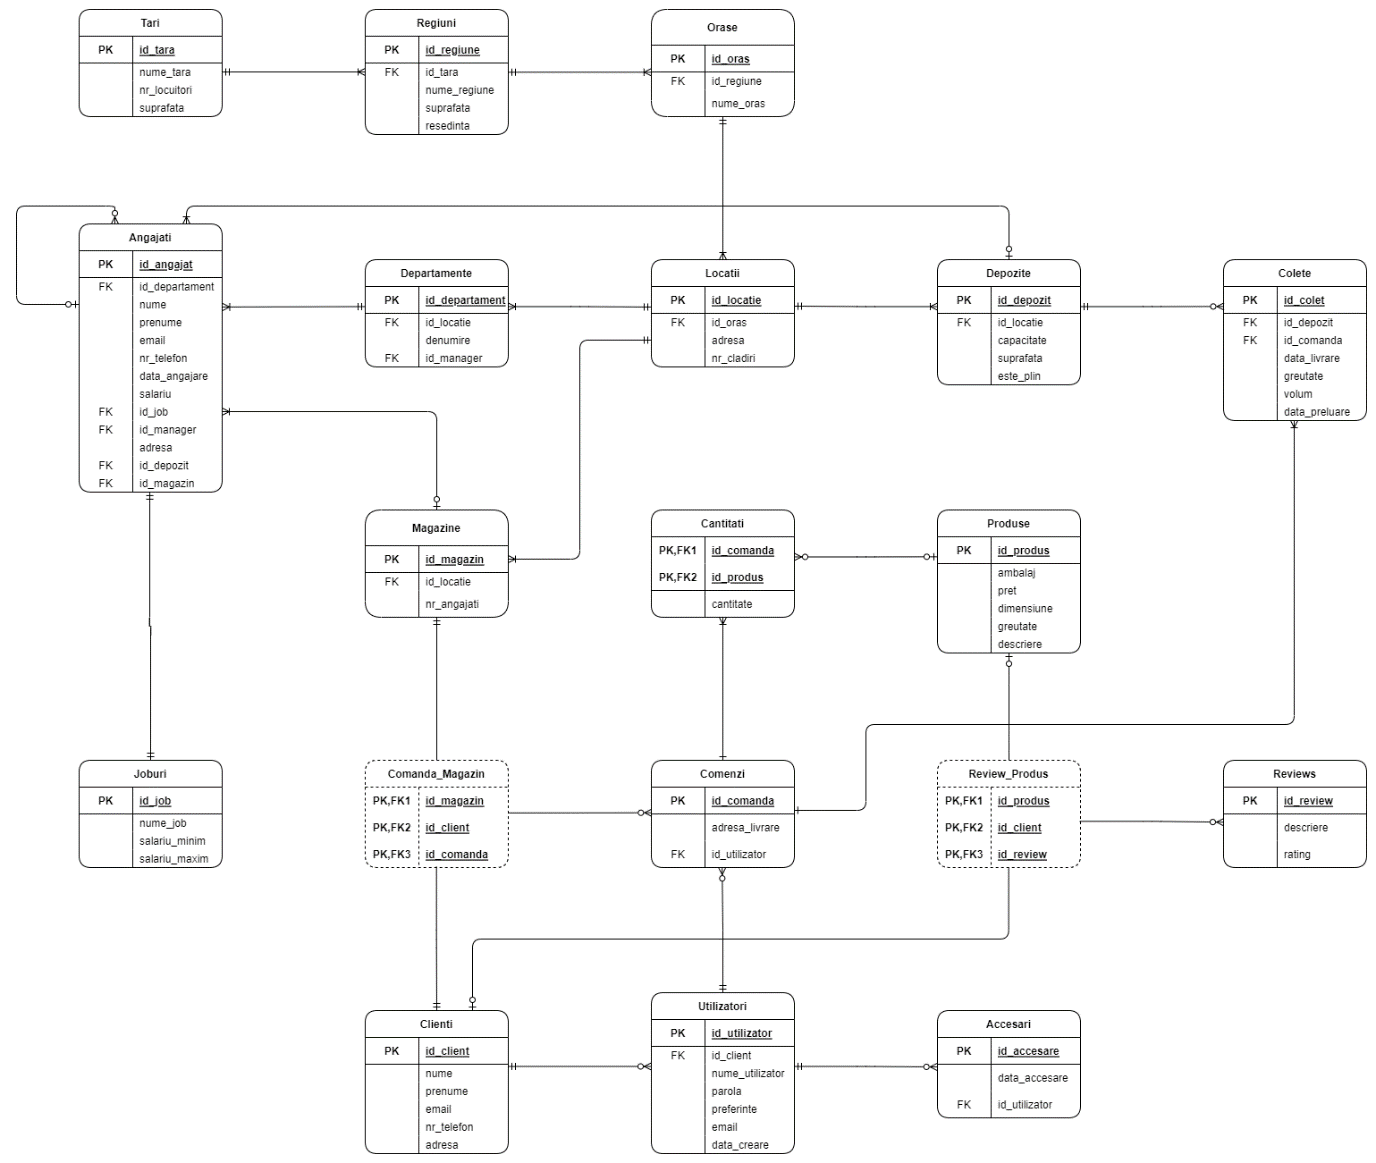 Tari
PK id_tara
nume_tara
nr_locuitori
suprafata
Regiuni
PK id_regiune
FK id_tara
nume_regiune
suprafata
resedinta
Orase
PK id_oras
FK id_regiune
nume_oras
Angajati
PK id_angajat
FK id_departament
nume
prenume
email
nr_telefon
data_angajare
salariu
FK id_job
FK id_manager
adresa
FK id_depozit
FK id_magazin
Departamente
PK id_departament
FK id_locatie
denumire
FK id_manager
Locatii
PK id_locatie
FK id_oras
adresa
nr_cladiri
Depozite
PK id_depozit
FK id_locatie
capacitate
suprafata
este_plin
Colete
PK id_colet
FK id_depozit
FK id_comanda
data_livrare
greutate
volum
data_preluare
Magazine
PK id_magazin
FK id_locatie
nr_angajati
Cantitati
PK,FK1 id_comanda
PK,FK2 id_produs
cantitate
Produse
PK id_produs
ambalaj
pret
dimensiune
greutate
descriere
Joburi
PK id_job
nume_job
salariu_minim
salariu_maxim
Comanda_Magazin
PK,FK1 id_magazin
PK,FK2 id_client
PK,FK3 id_comanda
Comenzi
PK id_comanda
adresa_livrare
FK id_utilizator
Review_Produs
PK,FK1 id_produs
PK,FK2 id_client
PK,FK3 id_review
Reviews
PK id_review
descriere
rating
Clienti
PK id_client
nume
prenume
email
nr_telefon
adresa
Utilizatori
PK id_utilizator
FK id_client
nume_utilizator
parola
preferinte
email
data_creare
Accesari
PK id_accesare
data_accesare
FK id_utilizator